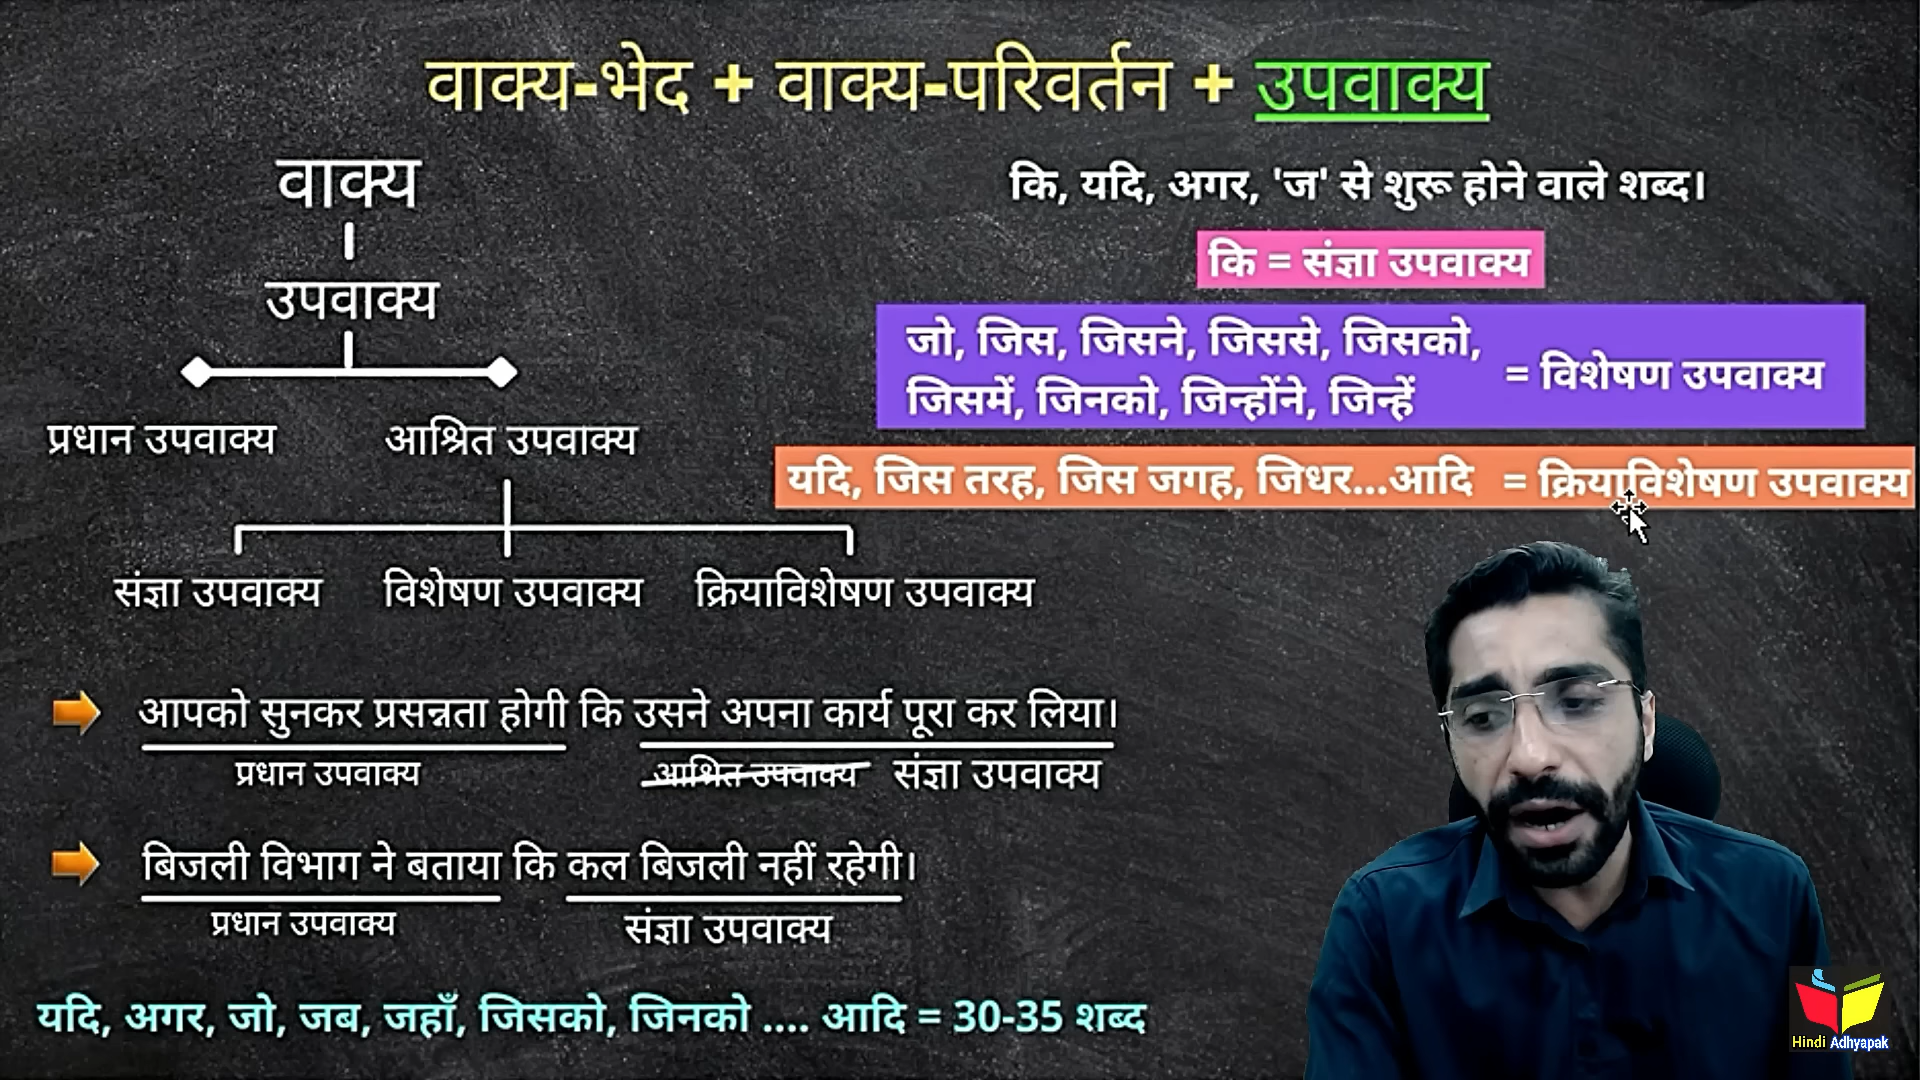 वाक्य-भेद + वाक्य-परिवर्तन + उपवाक्य
वाक्य
उपवाक्य
प्रधान उपवाक्य
आश्रित उपवाक्य
संज्ञा उपवाक्य
विशेषण उपवाक्य
क्रियाविशेषण उपवाक्य
कि, यदि, अगर, 'ज' से शुरू होने वाले शब्द।
कि = संज्ञा उपवाक्य
जो, जिस, जिसने, जिससे, जिसको,
जिसमें, जिनको, जिन्होंने, जिन्हें
= विशेषण उपवाक्य
यदि, जिस तरह, जिस जगह, जिधर...आदि = क्रियाविशेषण उपवाक्य
आपको सुनकर प्रसन्नता होगी कि उसने अपना कार्य पूरा कर लिया।
प्रधान उपवाक्य
आश्रित उपवाक्य संज्ञा उपवाक्य
बिजली विभाग ने बताया कि कल बिजली नहीं रहेगी।
प्रधान उपवाक्य
संज्ञा उपवाक्य
यदि, अगर, जो, जब, जहाँ, जिसको, जिनको .... आदि = 30-35 शब्द
Hindi Adhyapak